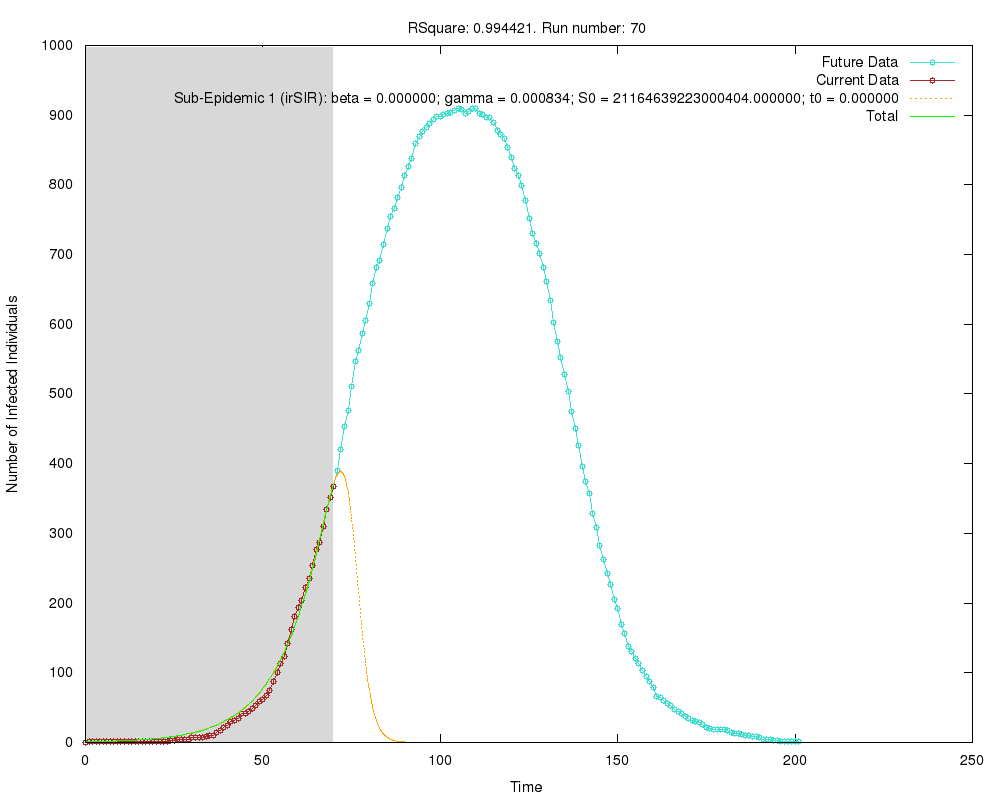 RSquare: 0.994421. Run number: 70
1000
900
800
700
600
500
400
300
200
100
0
0
50
100
150
200
250
Number of Infected Individuals
Time
Future Data
Current Data
Sub-Epidemic 1 (irSIR): beta = 0.000000; gamma = 0.000834; S0 = 21164639223000404.000000; t0 = 0.000000
Total